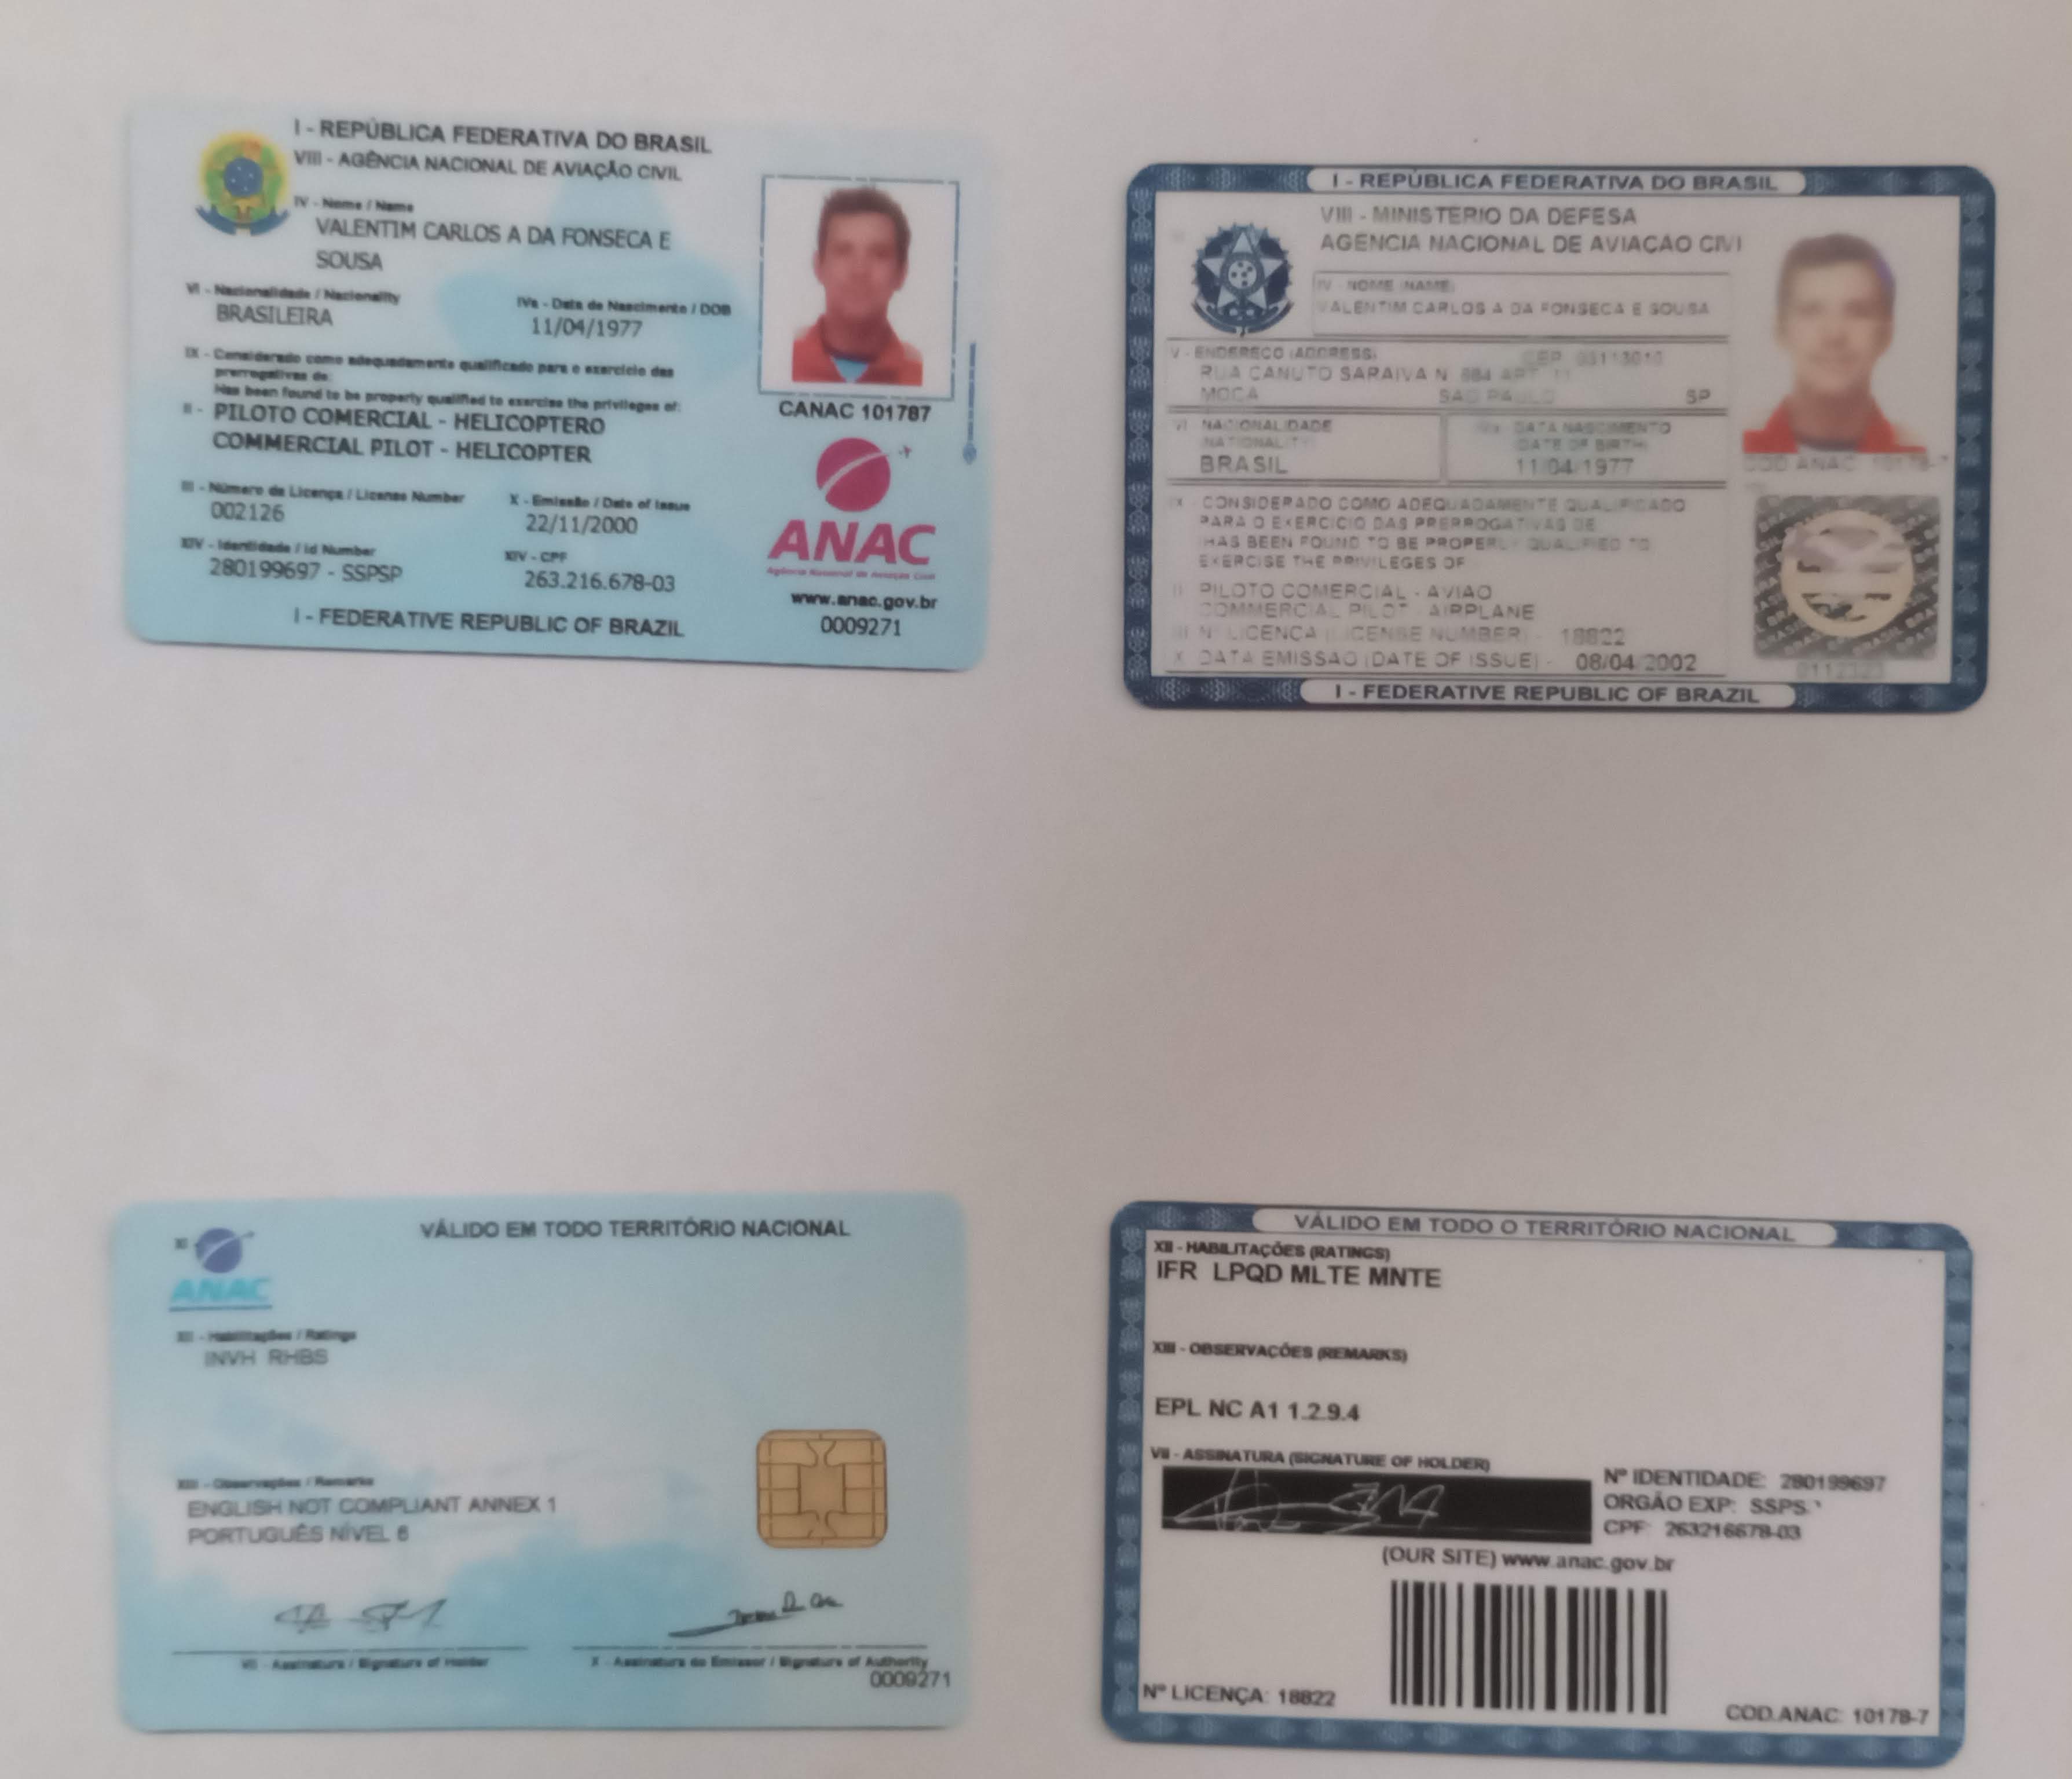 I - REPÚBLICA FEDERATIVA DO BRASIL
VIII - AGÊNCIA NACIONAL DE AVIAÇÃO CIVIL
IV - Nome / Name
VALENTIM CARLOS A DA FONSECA E
SOUSA
VI - Nacionalidade / Nacionality
BRASILEIRA
IVa - Data de Nascimento / DOB
11/04/1977
IX - Considerado como adequadamente qualificado para o exercício das
prerrogativas de:
Has been found to be properly qualified to exercise the privileges of:
II - PILOTO COMERCIAL - HELICOPTERO
COMMERCIAL PILOT - HELICOPTER
III - Número da Licença / License Number
002126
X - Emissão / Date of Issue
22/11/2000
XIV - Identidade / Id Number
280199697 - SSPSP
XIV - CPF
263.216.678-03
I - FEDERATIVE REPUBLIC OF BRAZIL
CANAC 101787
ANAC
Agência Nacional de Aviação Civil
www.anac.gov.br
0009271
I - REPÚBLICA FEDERATIVA DO BRASIL
VIII - MINISTERIO DA DEFESA
AGENCIA NACIONAL DE AVIAÇAO CIVI
IV - NOME (NAME)
VALENTIM CARLOS A DA FONSECA E SOUSA
V - ENDEREÇO (ADDRESS)
CEP
RUA CANUTO SARAIVA N 664 APT 11
MOCA SAO PAULO SP
VI NACIONALIDADE
(NATIONALITY)
BRASIL
DATA NASCIMENTO
DATE OF BIRTH
11/04/1977
COD ANAC 10178-7
IX - CONSIDERADO COMO ADEQUADAMENTE QUALIFICADO
PARA O EXERCICIO DAS PRERROGATIVAS DE
(HAS BEEN FOUND TO BE PROPERLY QUALIFIED TO
EXERCISE THE PRIVILEGES OF
II PILOTO COMERCIAL - AVIAO
COMMERCIAL PILOT - AIRPLANE
III Nº LICENCA (LICENSE NUMBER) - 18822
X DATA EMISSAO (DATE OF ISSUE) - 08/04/2002
I - FEDERATIVE REPUBLIC OF BRAZIL
XI
ANAC
VÁLIDO EM TODO TERRITÓRIO NACIONAL
XII - Habilitações / Ratings
INVH RHBS
XIII - Observações / Remarks
ENGLISH NOT COMPLIANT ANNEX 1
PORTUGUÊS NÍVEL 6
VII - Assinatura / Signature of Holder
X - Assinatura do Emissor / Signature of Authority
0009271
VÁLIDO EM TODO O TERRITÓRIO NACIONAL
XII - HABILITAÇÕES (RATINGS)
IFR LPQD MLTE MNTE
XIII - OBSERVAÇÕES (REMARKS)
EPL NC A1 1.2.9.4
VII - ASSINATURA (SIGNATURE OF HOLDER)
Nº IDENTIDADE: 280199697
ORGÃO EXP: SSPS
CPF: 263216678-03
(OUR SITE) www.anac.gov.br
Nº LICENÇA: 18822
COD.ANAC: 10178-7